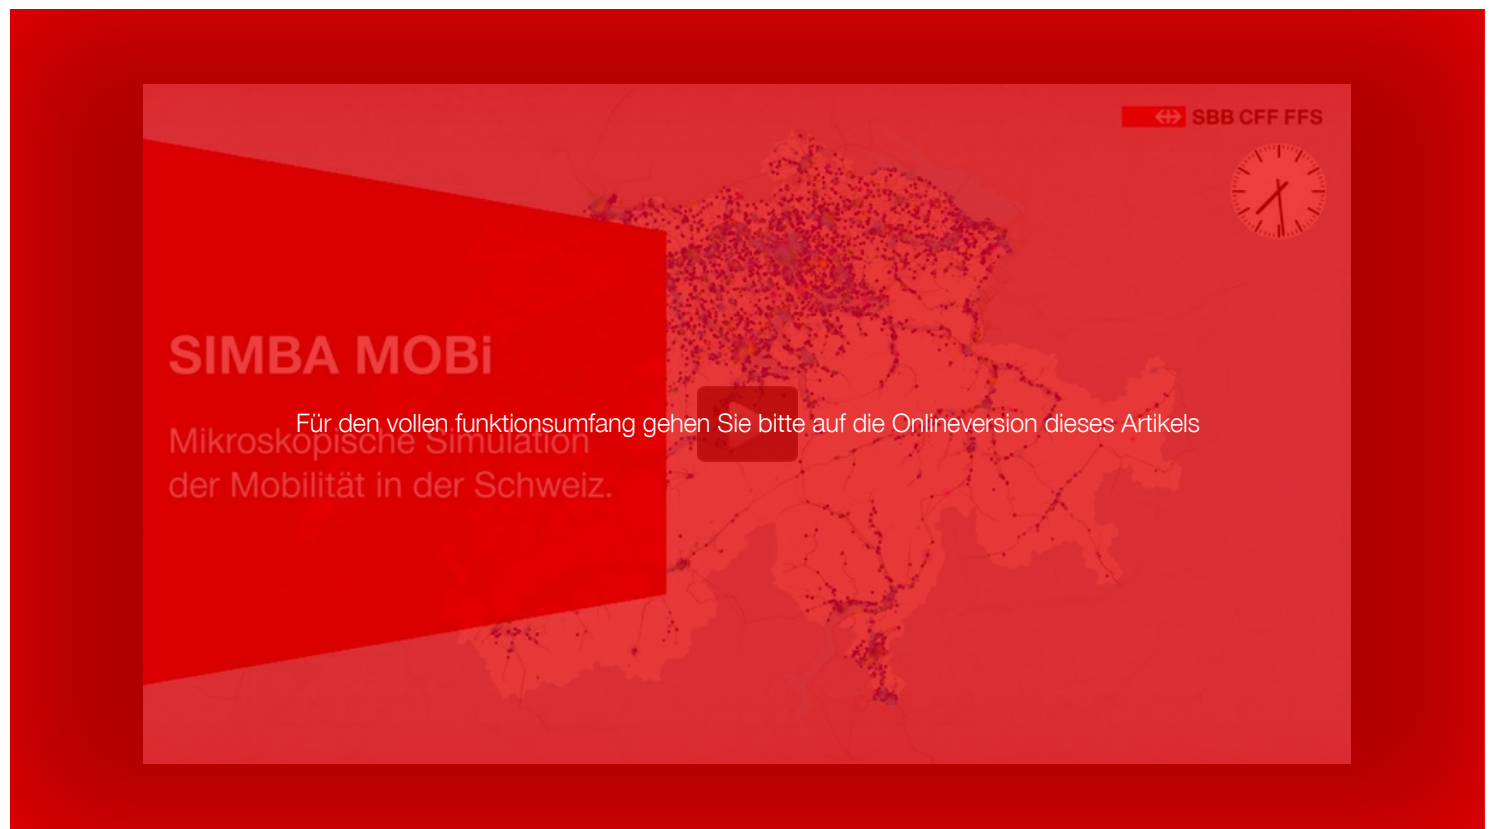 SBB CFF FFS
SIMBA MOBi
Für den vollen funktionsumfang gehen Sie bitte auf die Onlineversion dieses Artikels
Mikroskopische Simulation
der Mobilität in der Schweiz.